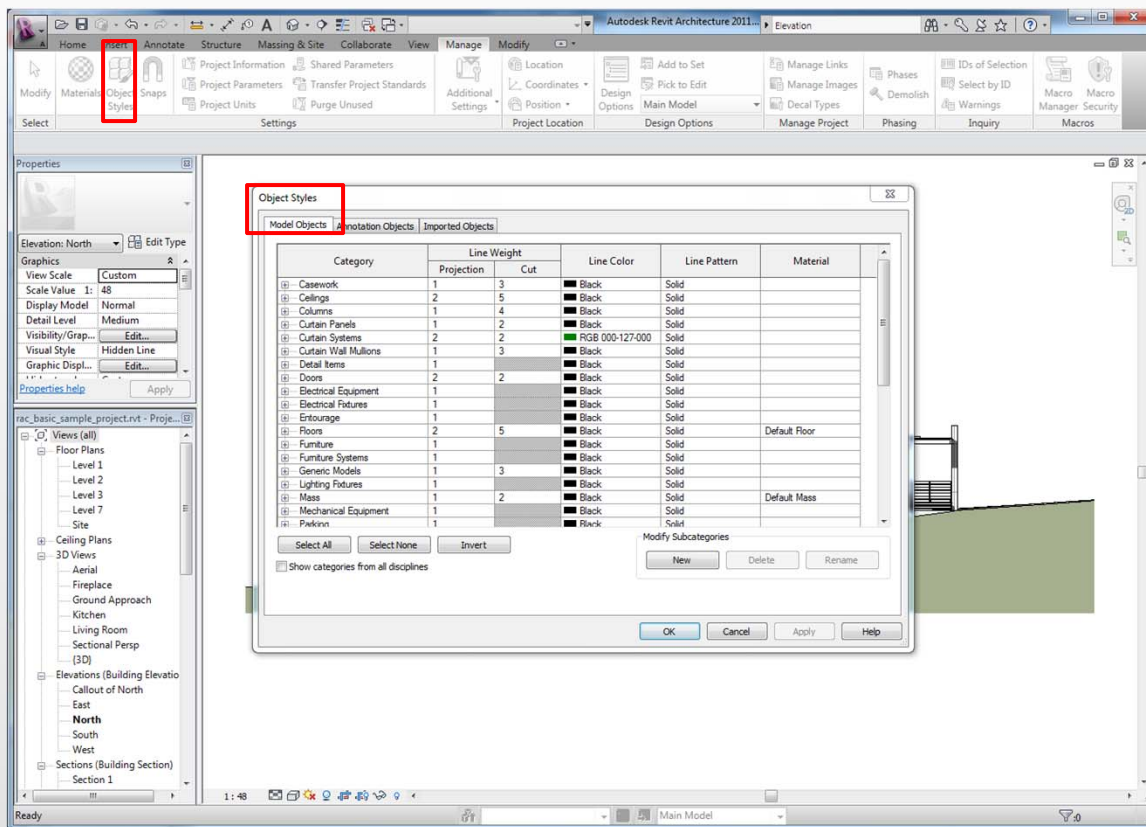 Autodesk Revit Architecture 2011... Elevation
Home Insert Annotate Structure Massing & Site Collaborate View Manage Modify
Modify Materials Object Styles Snaps
Project Information Shared Parameters
Project Parameters Transfer Project Standards
Project Units Purge Unused
Additional Settings
Location
Coordinates
Position
Design Options
Add to Set
Pick to Edit
Main Model
Manage Links
Manage Images
Decal Types
Phases
Demolish
IDs of Selection
Select by ID
Warnings
Macro Manager Macro Security
Select Settings Project Location Design Options Manage Project Phasing Inquiry Macros
Properties
Elevation: North Edit Type
Graphics
View Scale Custom
Scale Value 1: 48
Display Model Normal
Detail Level Medium
Visibility/Grap... Edit...
Visual Style Hidden Line
Graphic Displ... Edit...
Properties help Apply
rac_basic_sample_project.rvt - Proje...
Views (all)
Floor Plans
Level 1
Level 2
Level 3
Level 7
Site
Ceiling Plans
3D Views
Aerial
Fireplace
Ground Approach
Kitchen
Living Room
Sectional Persp
{3D}
Elevations (Building Elevatio
Callout of North
East
North
South
West
Sections (Building Section)
Section 1
Object Styles
Model Objects Annotation Objects Imported Objects
Category Line Weight Line Color Line Pattern Material
Projection Cut
Casework 1 3 Black Solid
Ceilings 2 5 Black Solid
Columns 1 4 Black Solid
Curtain Panels 1 2 Black Solid
Curtain Systems 2 2 RGB 000-127-000 Solid
Curtain Wall Mullions 1 3 Black Solid
Detail Items 1 Black Solid
Doors 2 2 Black Solid
Electrical Equipment 1 Black Solid
Electrical Fixtures 1 Black Solid
Entourage 1 Black Solid
Floors 2 5 Black Solid Default Floor
Furniture 1 Black Solid
Furniture Systems 1 Black Solid
Generic Models 1 3 Black Solid
Lighting Fixtures 1 Black Solid
Mass 1 2 Black Solid Default Mass
Mechanical Equipment 1 Black Solid
Parking 1 Black Solid
Select All Select None Invert
Show categories from all disciplines
Modify Subcategories
New Delete Rename
OK Cancel Apply Help
1 : 48
Ready Main Model :0